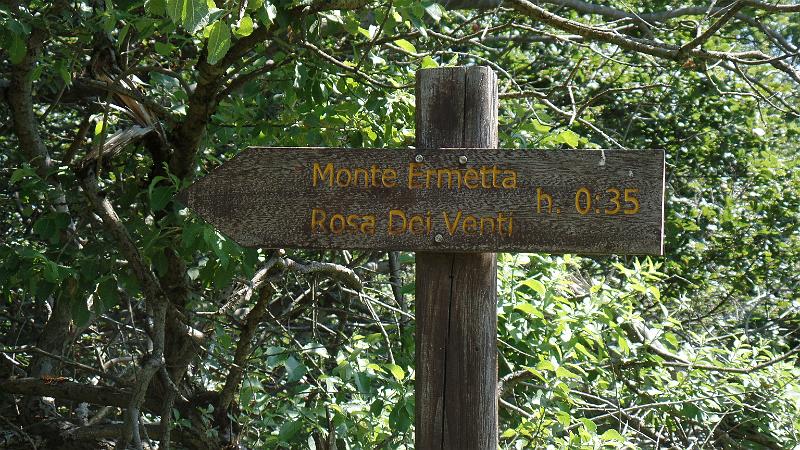 Monte Ermetta
Rosa Dei Venti
h. 0:35